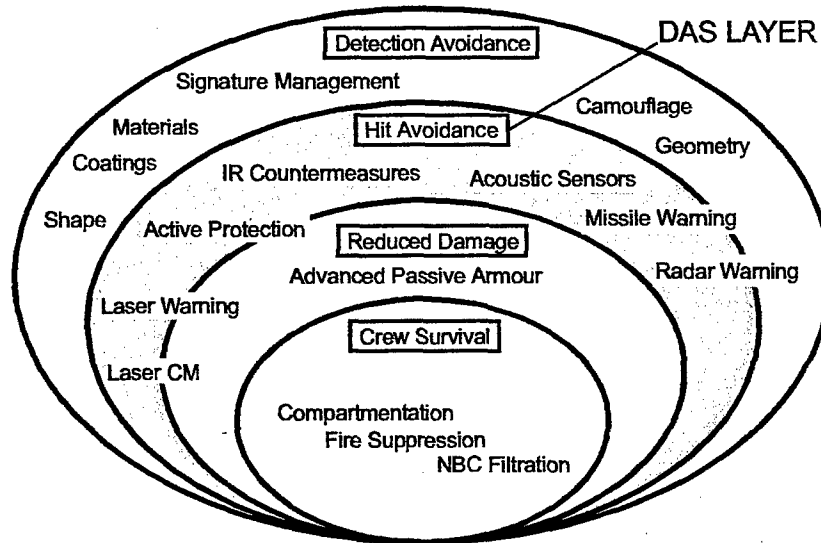 DAS LAYER
Detection Avoidance
Signature Management
Camouflage
Materials
Hit Avoidance
Geometry
Coatings
IR Countermeasures
Acoustic Sensors
Shape
Active Protection
Missile Warning
Reduced Damage
Radar Warning
Advanced Passive Armour
Laser Warning
Crew Survival
Laser CM
Compartmentation
Fire Suppression
NBC Filtration